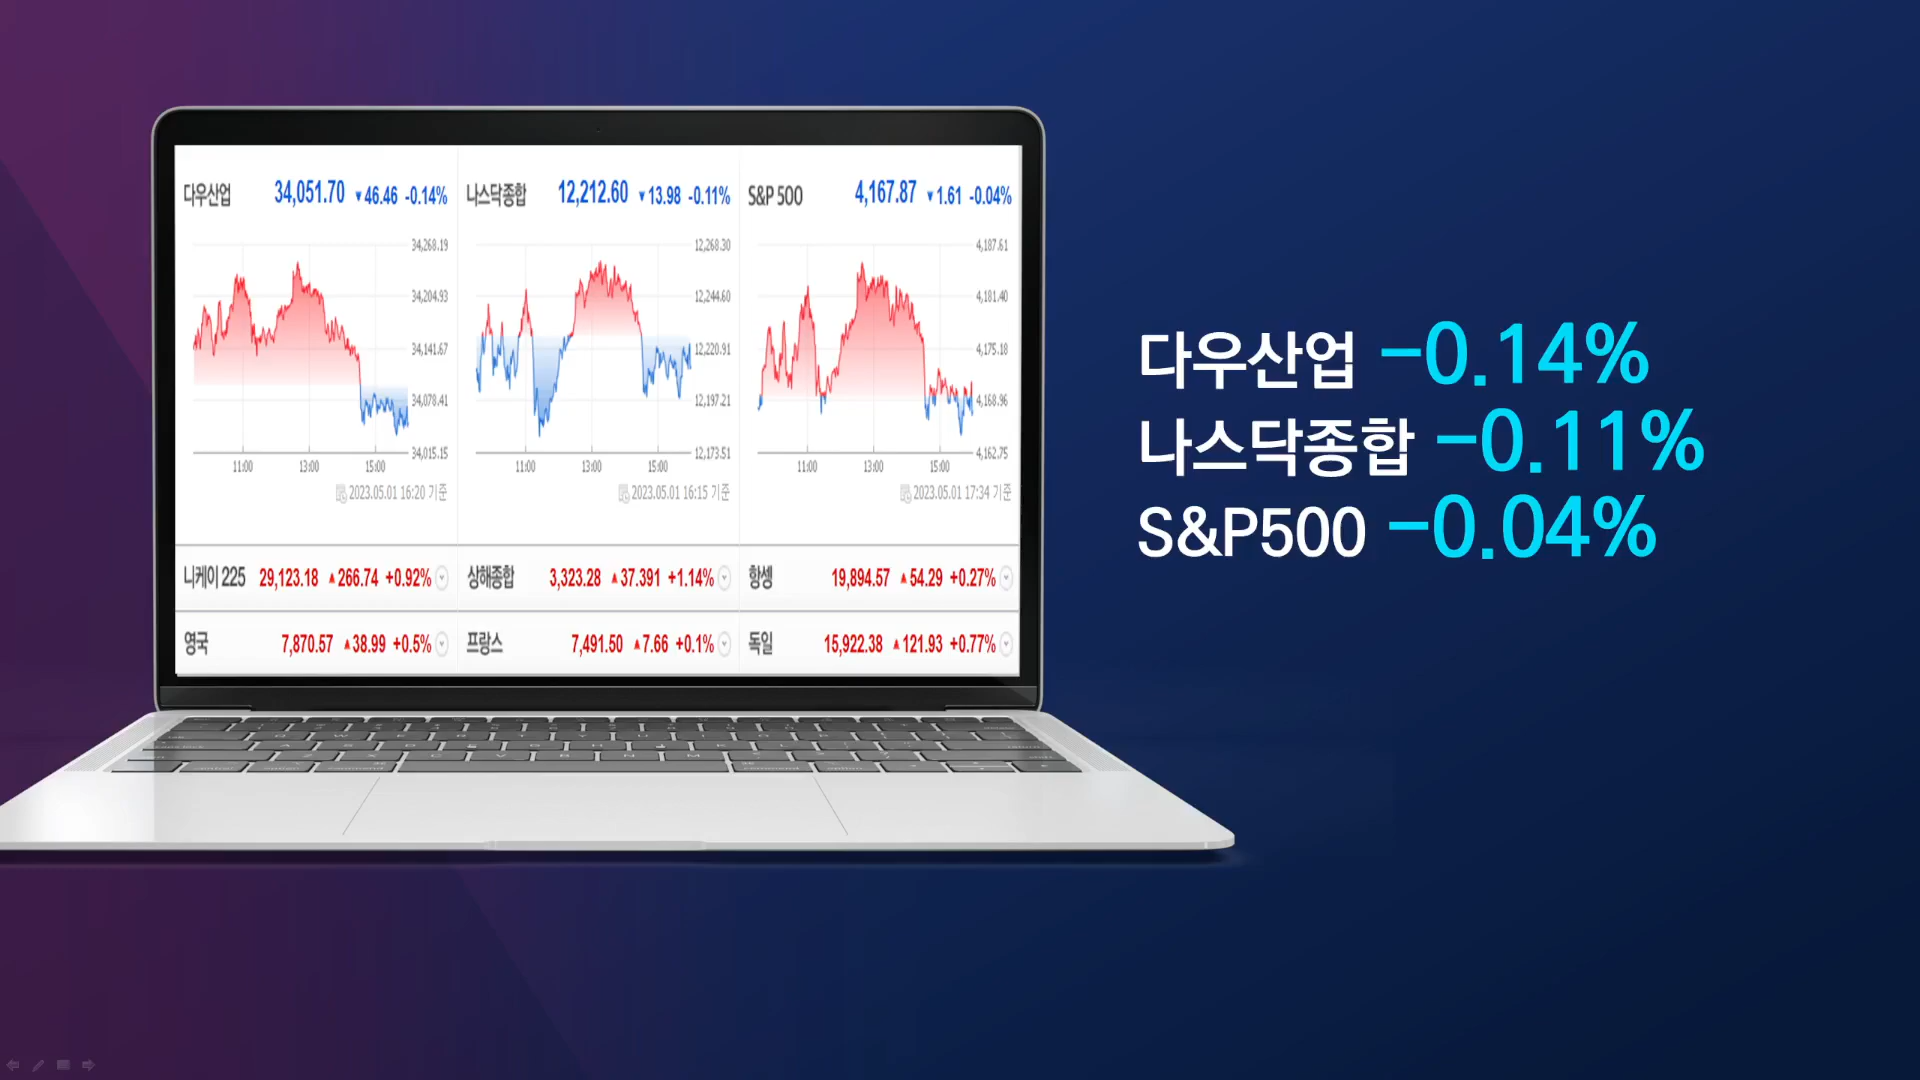 다우산업 34,051.70 ▼46.46 -0.14%
34,268.19
34,204.93
34,141.67
34,078.41
34,015.15
11:00 13:00 15:00
2023.05.01 16:20 기준
나스닥종합 12,212.60 ▼13.98 -0.11%
12,268.30
12,244.60
12,220.91
12,197.21
12,173.51
11:00 13:00 15:00
2023.05.01 16:15 기준
S&P 500 4,167.87 ▼1.61 -0.04%
4,187.61
4,181.40
4,175.18
4,168.96
4,162.75
11:00 13:00 15:00
2023.05.01 17:34 기준
니케이 225 29,123.18 ▲266.74 +0.92%
상해종합 3,323.28 ▲37.391 +1.14%
항셍 19,894.57 ▲54.29 +0.27%
영국 7,870.57 ▲38.99 +0.5%
프랑스 7,491.50 ▲7.66 +0.1%
독일 15,922.38 ▲121.93 +0.77%
다우산업 -0.14%
나스닥종합 -0.11%
S&P500 -0.04%